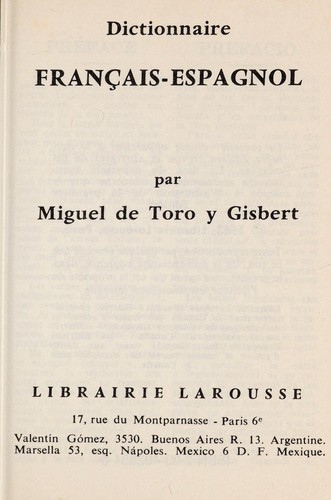 Dictionnaire
FRANÇAIS-ESPAGNOL
par
Miguel de Toro y Gisbert
LIBRAIRIE LAROUSSE
17, rue du Montparnasse - Paris 6e
Valentín Gómez, 3530. Buenos Aires R. 13. Argentine.
Marsella 53, esq. Nápoles. Mexico 6 D. F. Mexique.